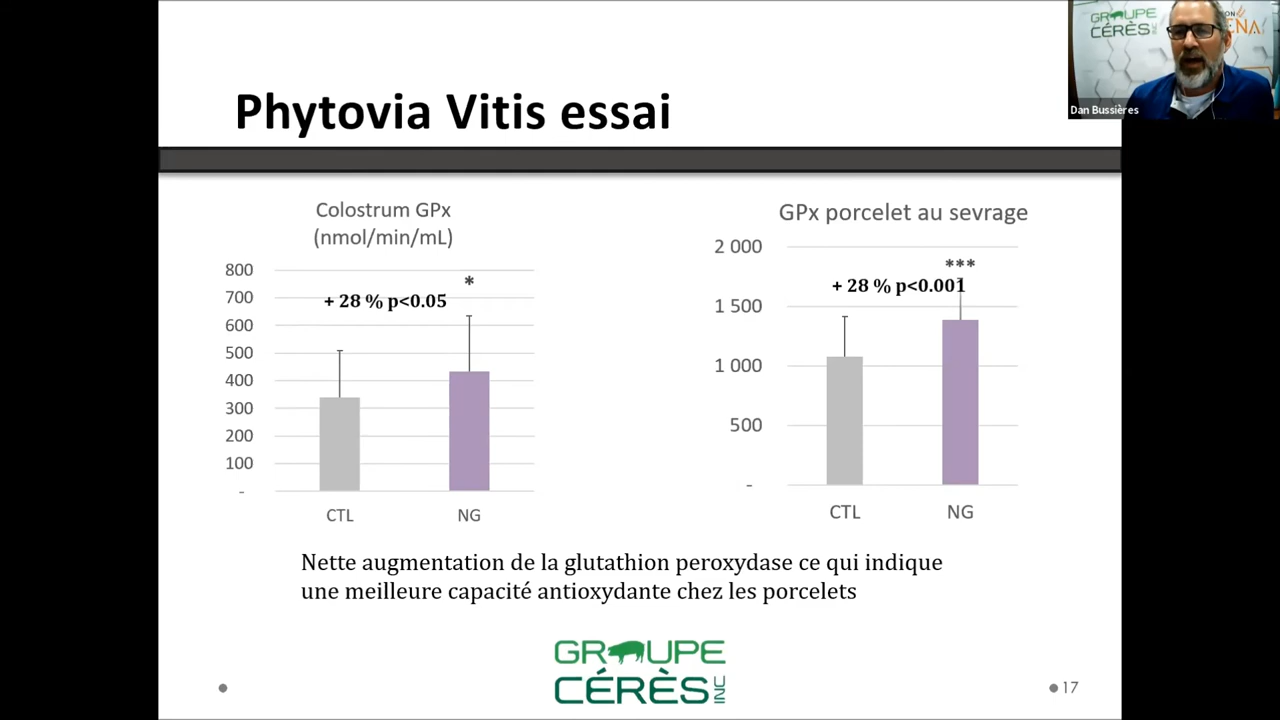 GROUPE
CÉRÈS INC
ON
ENA
Dan Bussières
Phytovia Vitis essai
Colostrum GPx
(nmol/min/mL)
800
700
600
500
400
300
200
100
-
+ 28 % p<0.05
*
CTL
NG
GPx porcelet au sevrage
2 000
1 500
1 000
500
-
***
+ 28 % p<0.001
CTL
NG
Nette augmentation de la glutathion peroxydase ce qui indique
une meilleure capacité antioxydante chez les porcelets
GROUPE
CÉRÈS INC
17